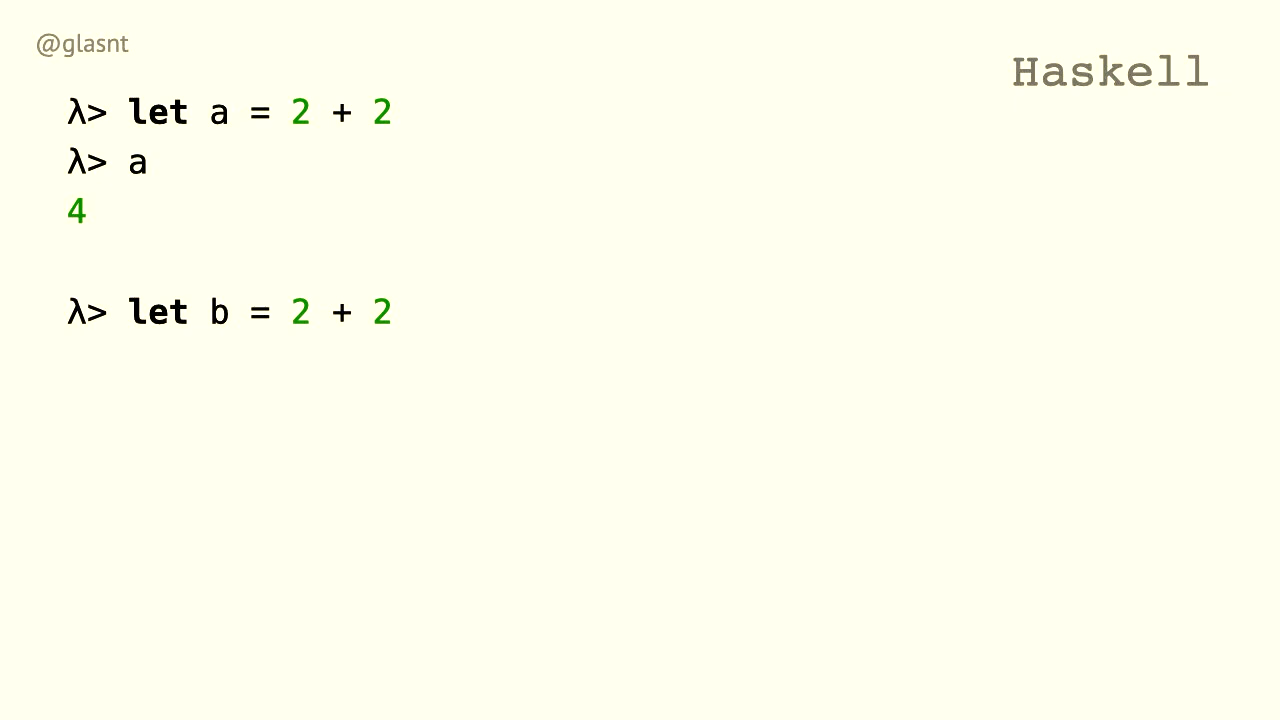 @glasnt
Haskell
λ> let a = 2 + 2
λ> a
4
λ> let b = 2 + 2